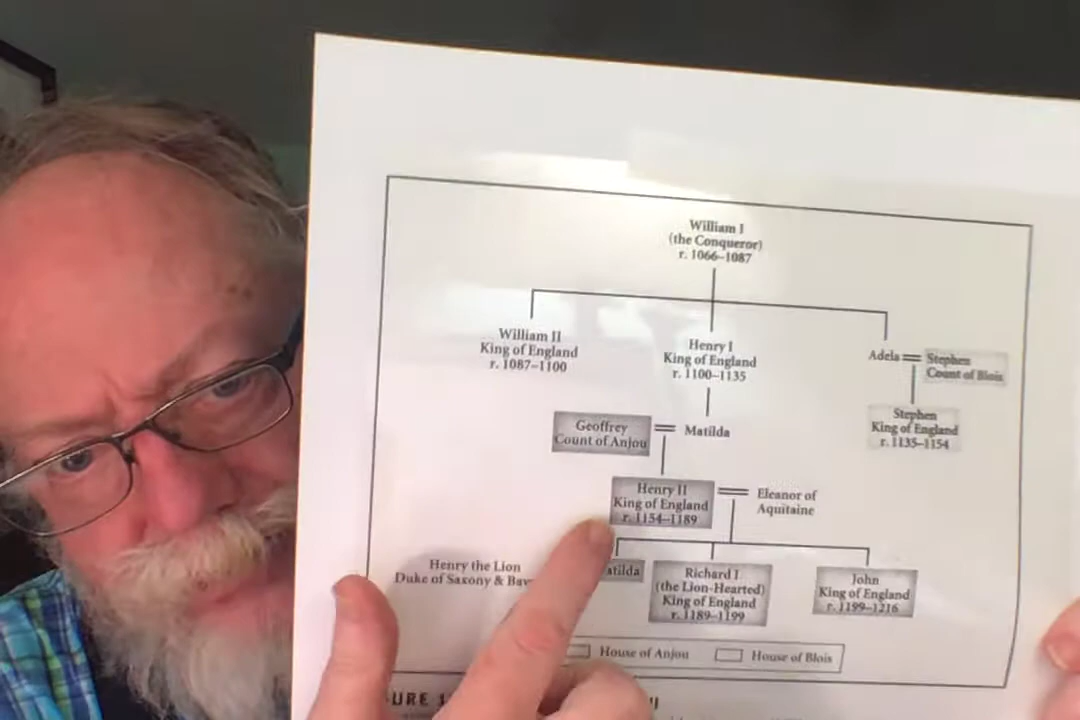 William I
(the Conqueror)
r. 1066–1087
William II
King of England
r. 1087–1100
Henry I
King of England
r. 1100–1135
Adela
Stephen
Count of Blois
Stephen
King of England
r. 1135–1154
Geoffrey
Count of Anjou
Matilda
Henry II
King of England
r. 1154–1189
Eleanor of
Aquitaine
Henry the Lion
Duke of Saxony & Bav
atilda
Richard I
(the Lion-Hearted)
King of England
r. 1189–1199
John
King of England
r. 1199–1216
House of Anjou
House of Blois
URE 1